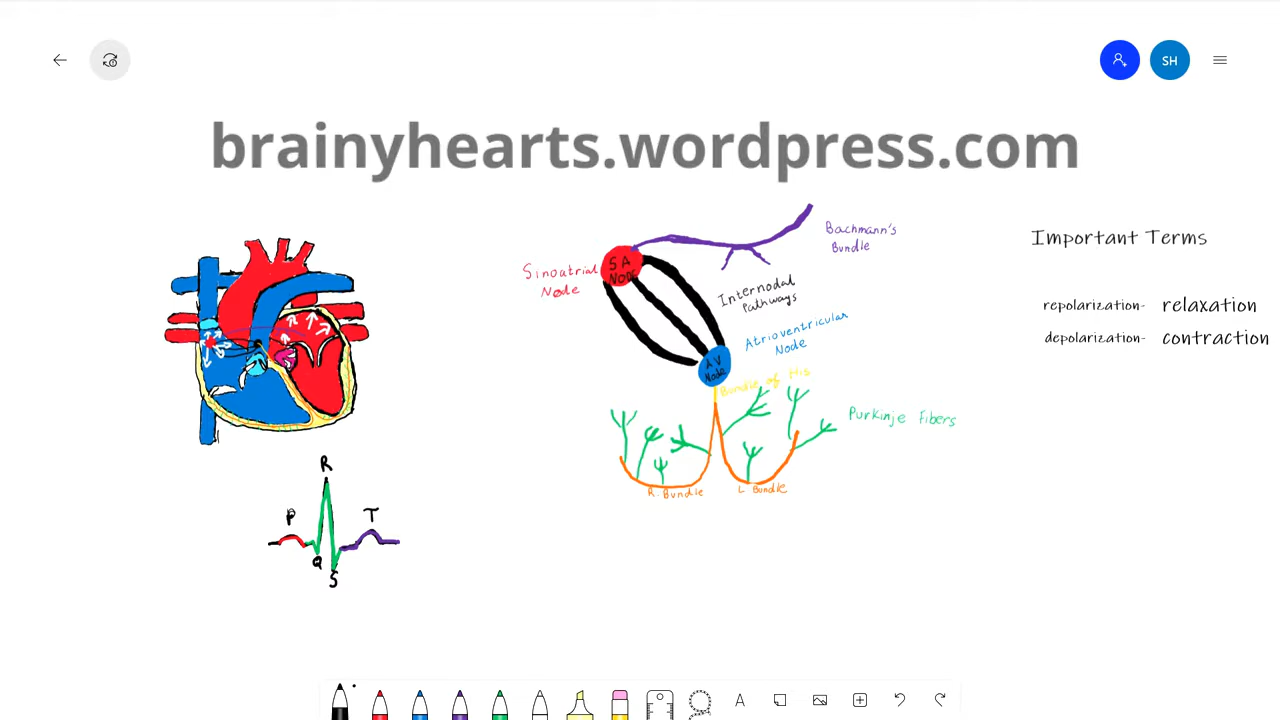 SH
brainyhearts.wordpress.com
Bachmann's
Bundle
Important Terms
Sinoatrial
Node
SA
NODE
Internodal
Pathways
repolarization- relaxation
Atrioventricular
Node
depolarization- contraction
AV
Node
Bundle of His
Purkinje Fibers
R. Bundle
L Bundle
R
P
T
Q
S
A